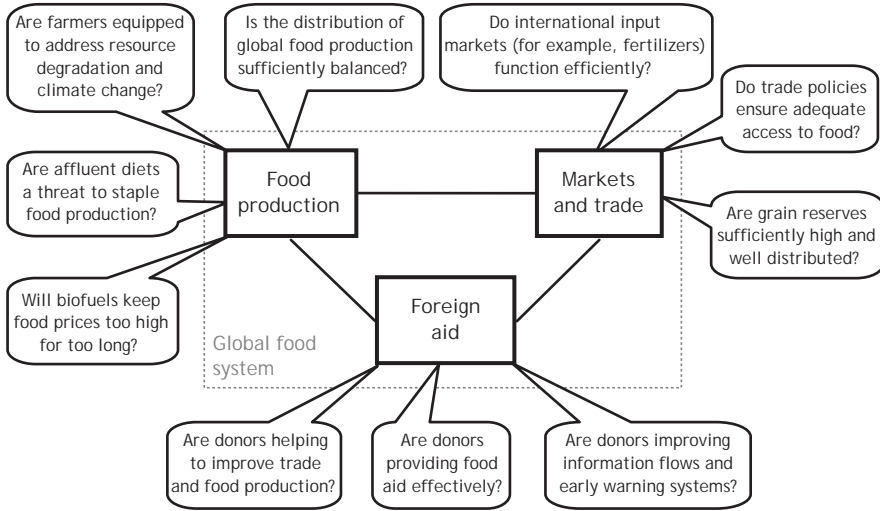 Are farmers equipped
to address resource
degradation and
climate change?
Is the distribution of
global food production
sufficiently balanced?
Do international input
markets (for example, fertilizers)
function efficiently?
Do trade policies
ensure adequate
access to food?
Are affluent diets
a threat to staple
food production?
Food
production
Markets
and trade
Are grain reserves
sufficiently high and
well distributed?
Will biofuels keep
food prices too high
for too long?
Foreign
aid
Global food
system
Are donors helping
to improve trade
and food production?
Are donors
providing food
aid effectively?
Are donors improving
information flows and
early warning systems?